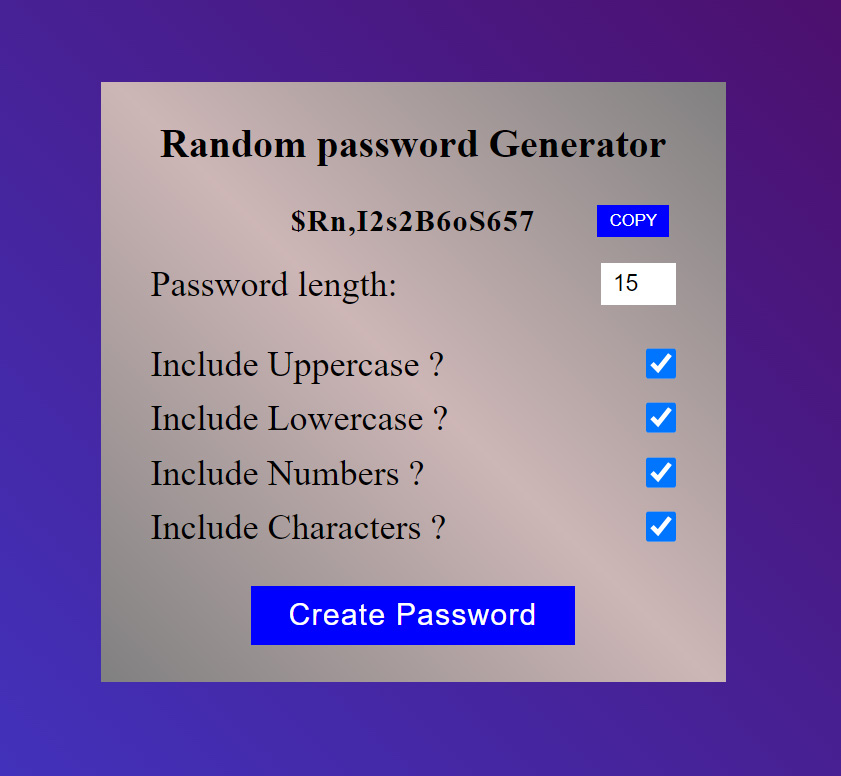 Random password Generator
$Rn,I2s2B6oS657 COPY
Password length: 15
Include Uppercase ?
Include Lowercase ?
Include Numbers ?
Include Characters ?
Create Password